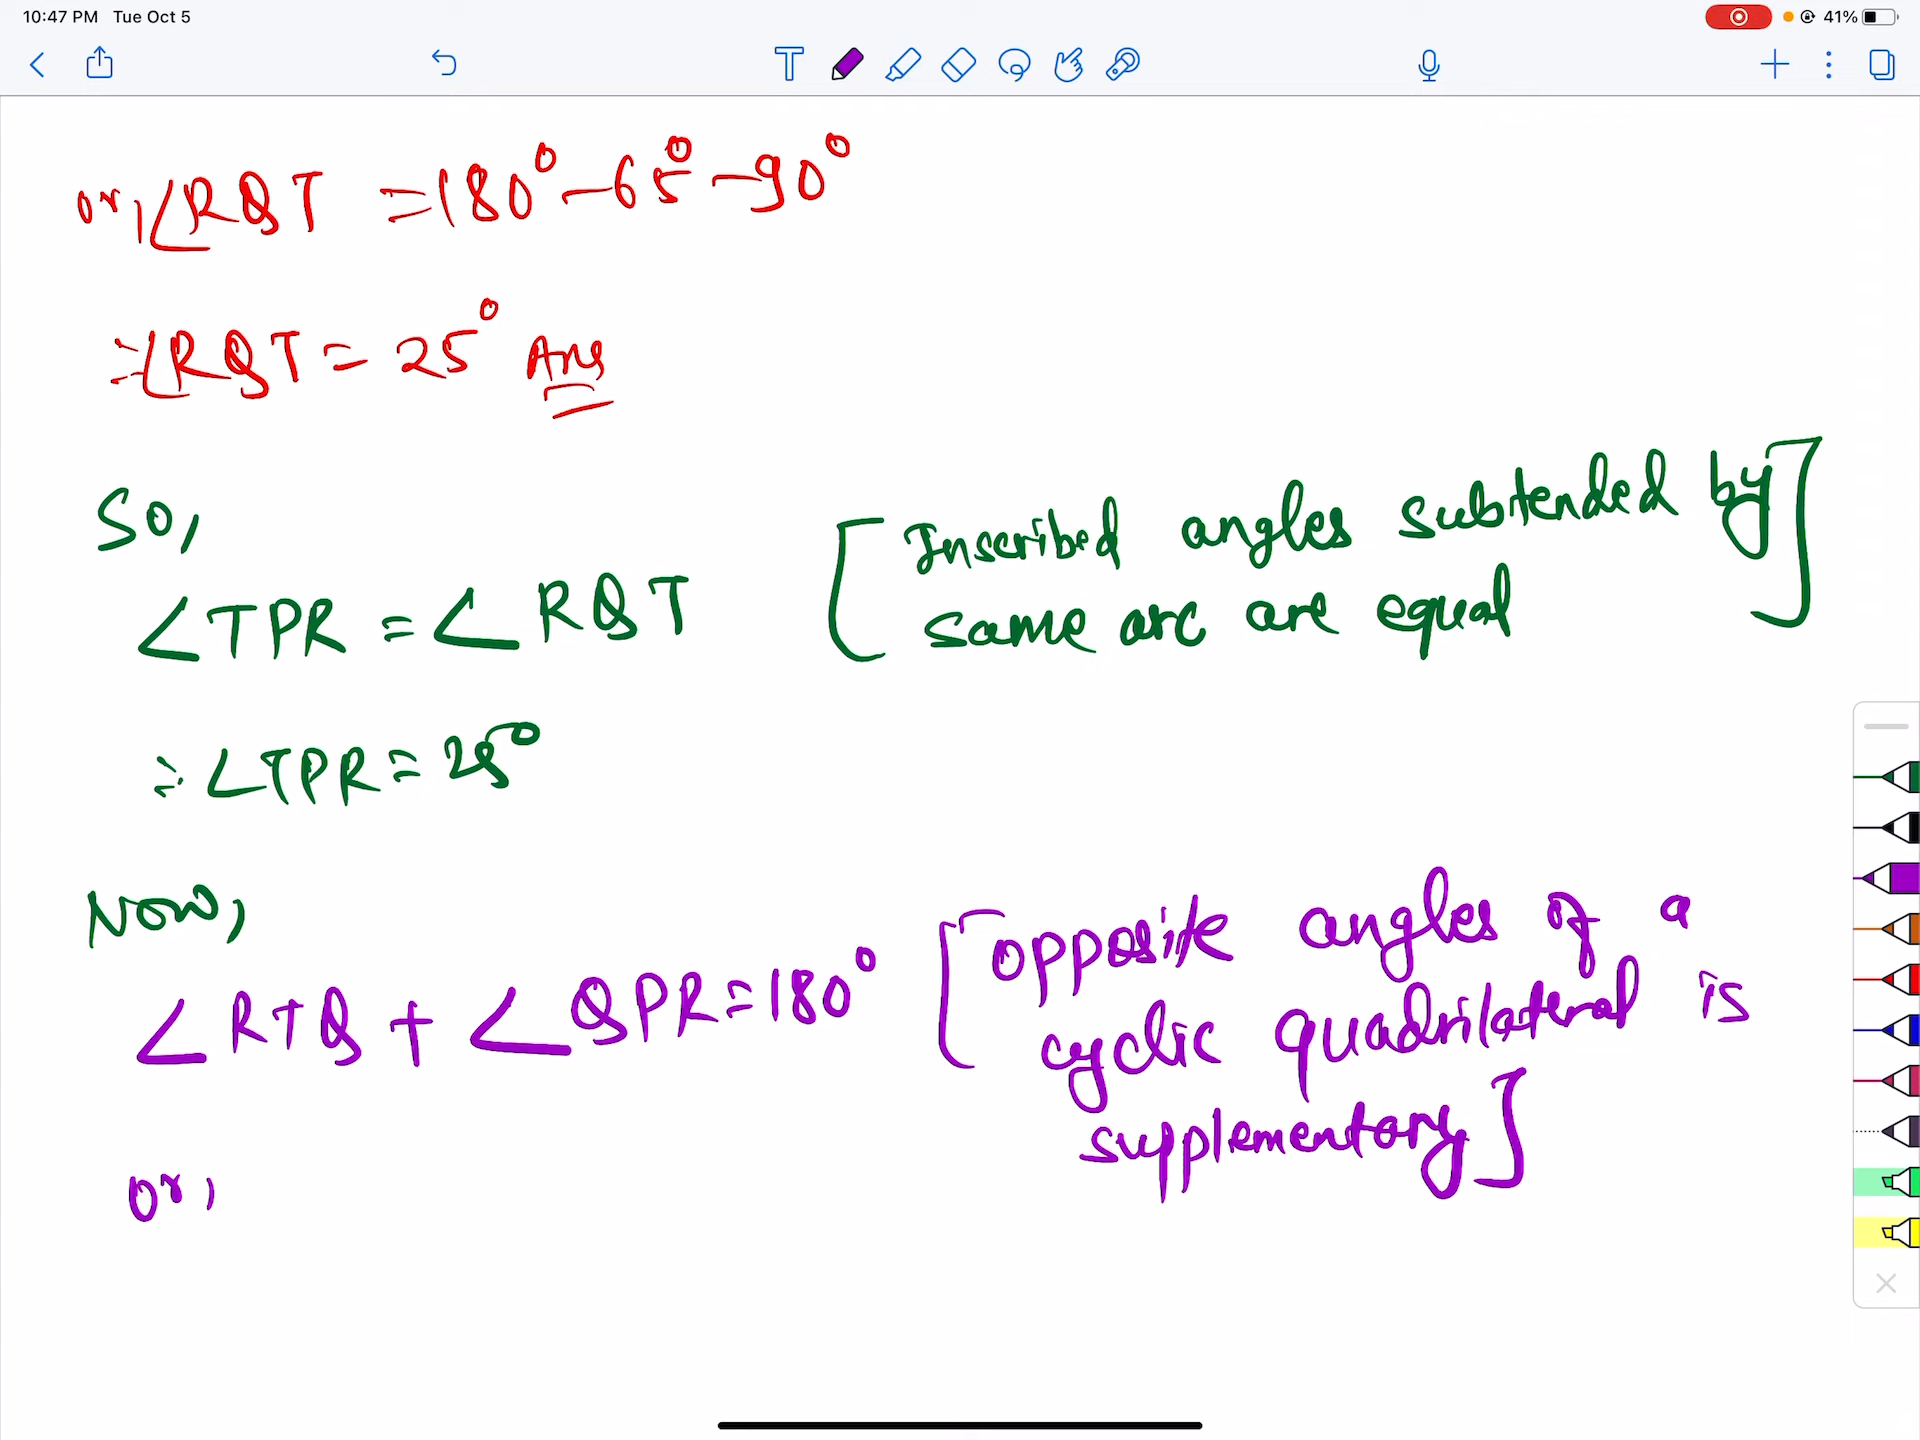 10:47 PM Tue Oct 5 41%
or, ∠RQT = 180° - 65° - 90°
∴ ∠RQT = 25° Ans
So,
∠TPR = ∠RQT [Inscribed angles subtended by
same arc are equal]
∴ ∠TPR = 25°
Now,
∠RTQ + ∠QPR = 180° [opposite angles of a
cyclic quadrilateral is
supplementary]
or,